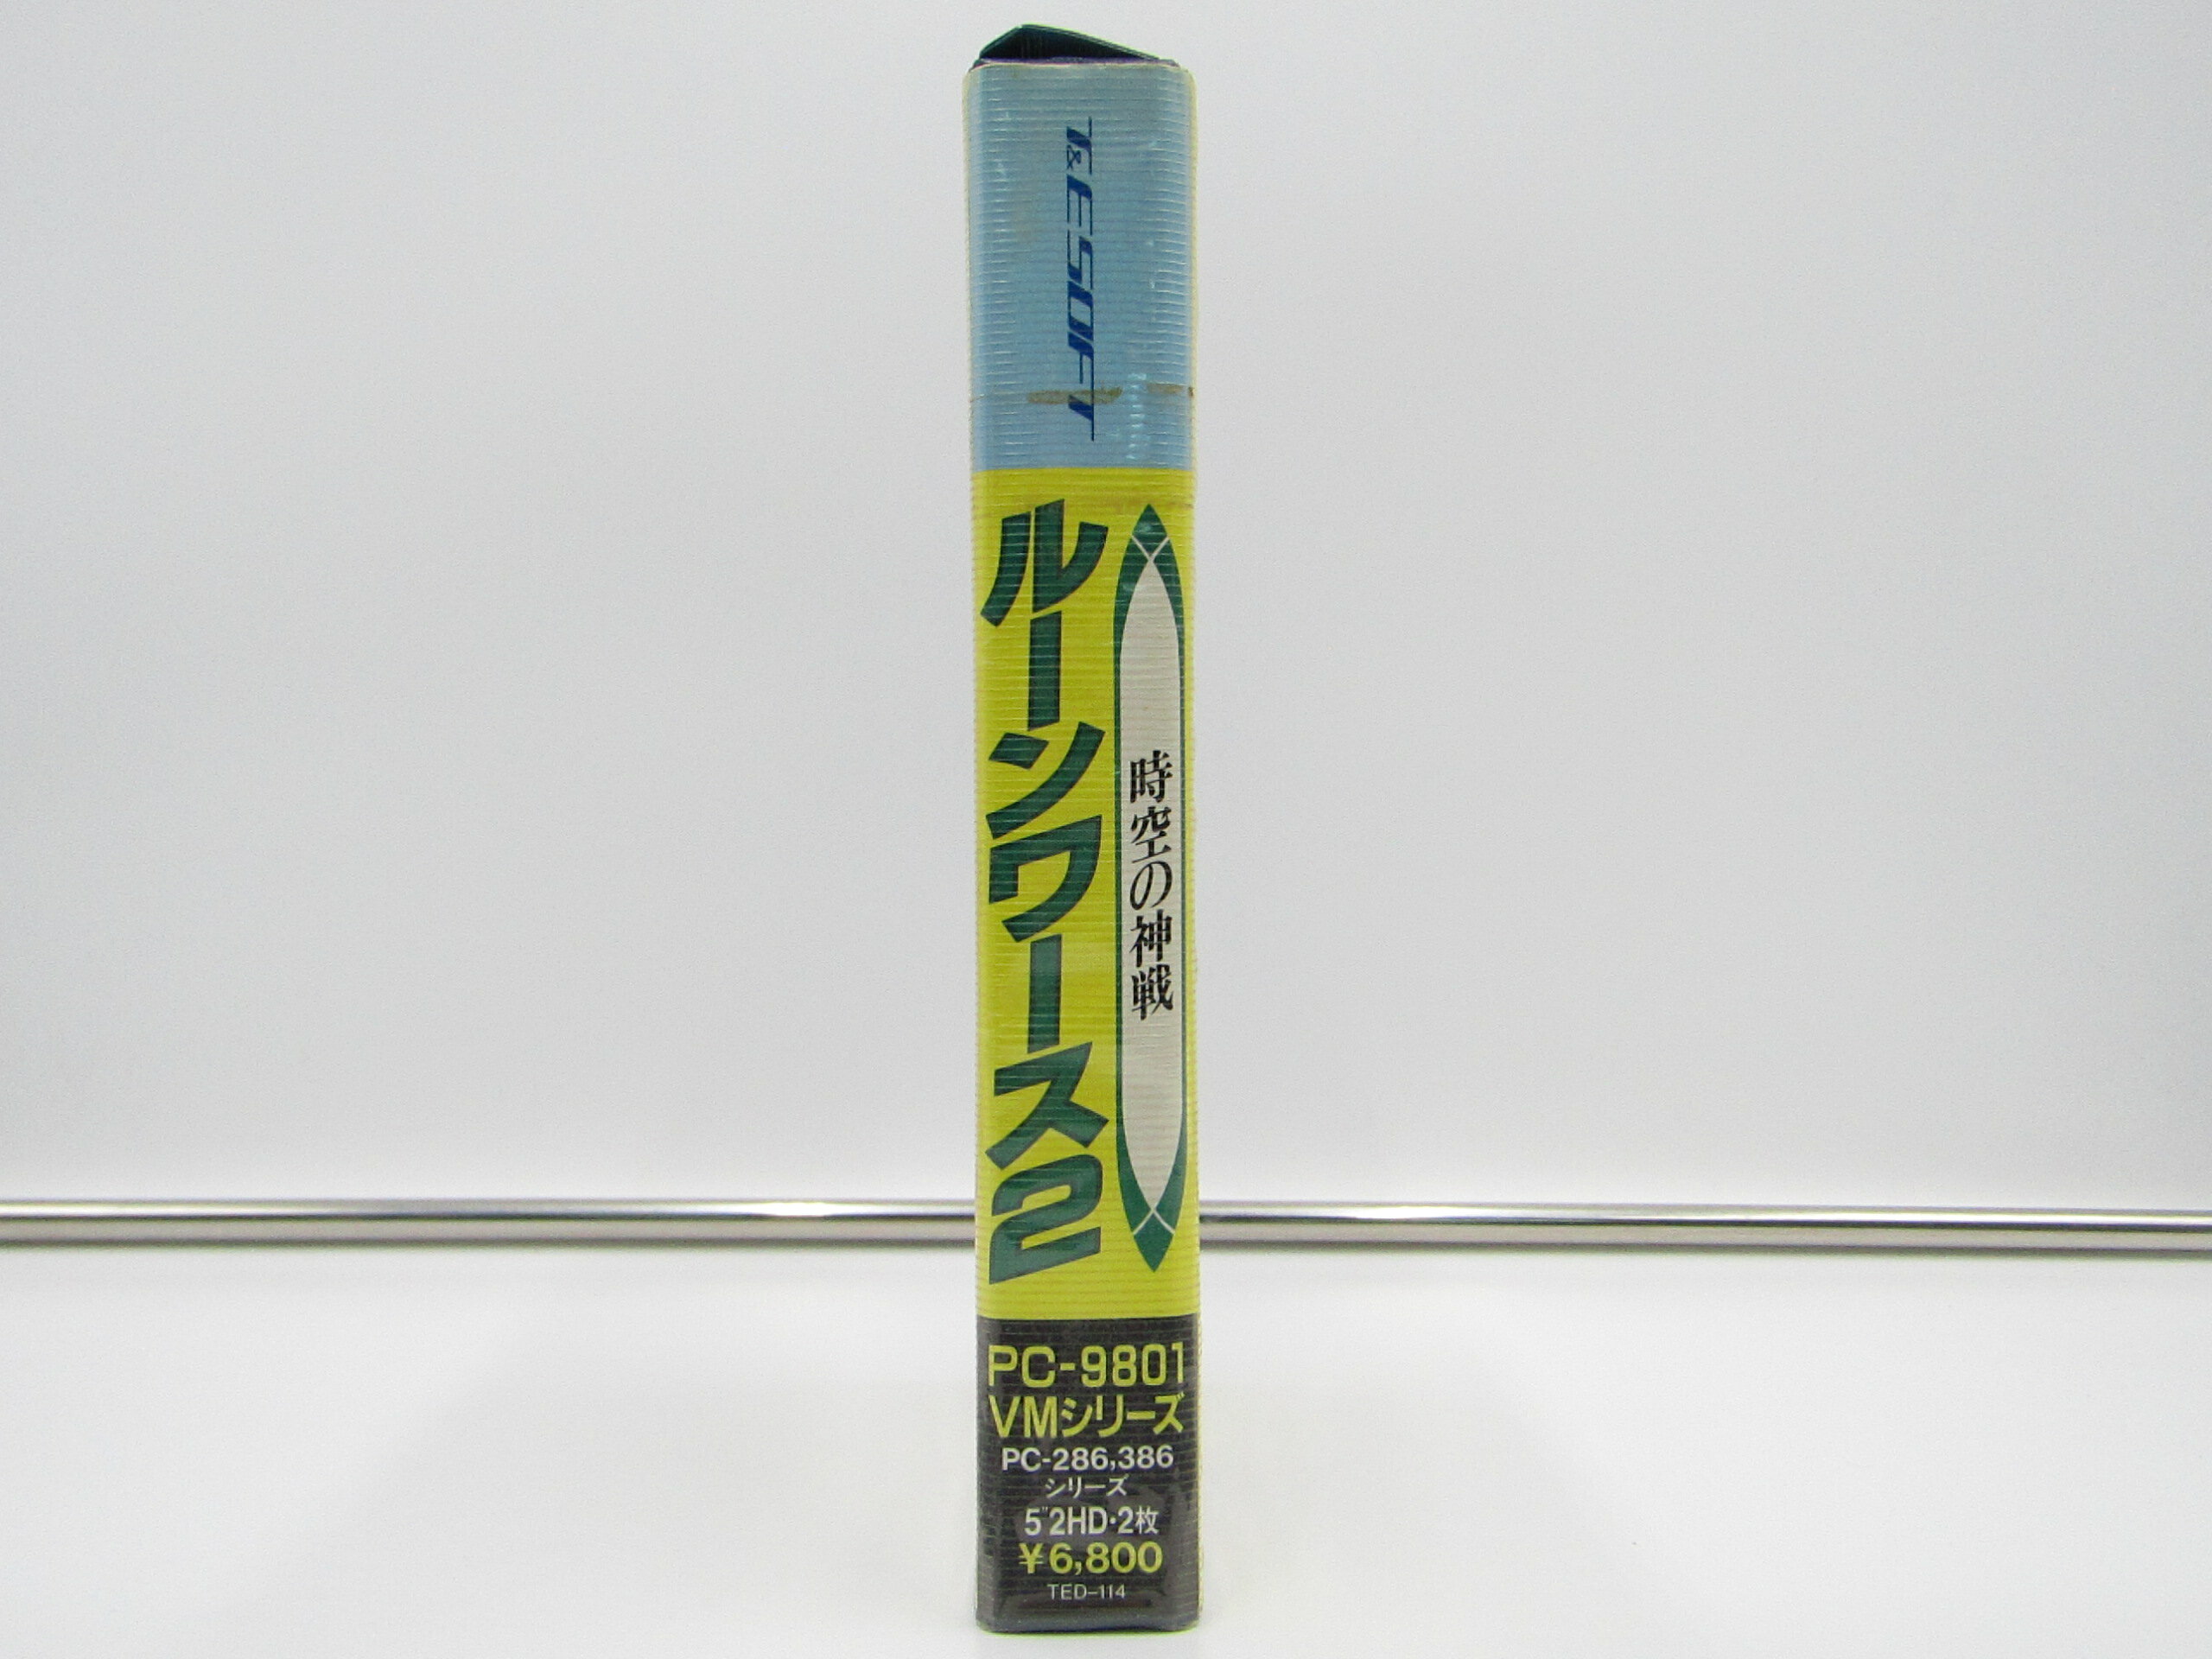 T&ESOFT
ルーンワース2
時空の神戦
PC-9801
VMシリーズ
PC-286,386
シリーズ
5"2HD·2枚
¥6,800
TED-114